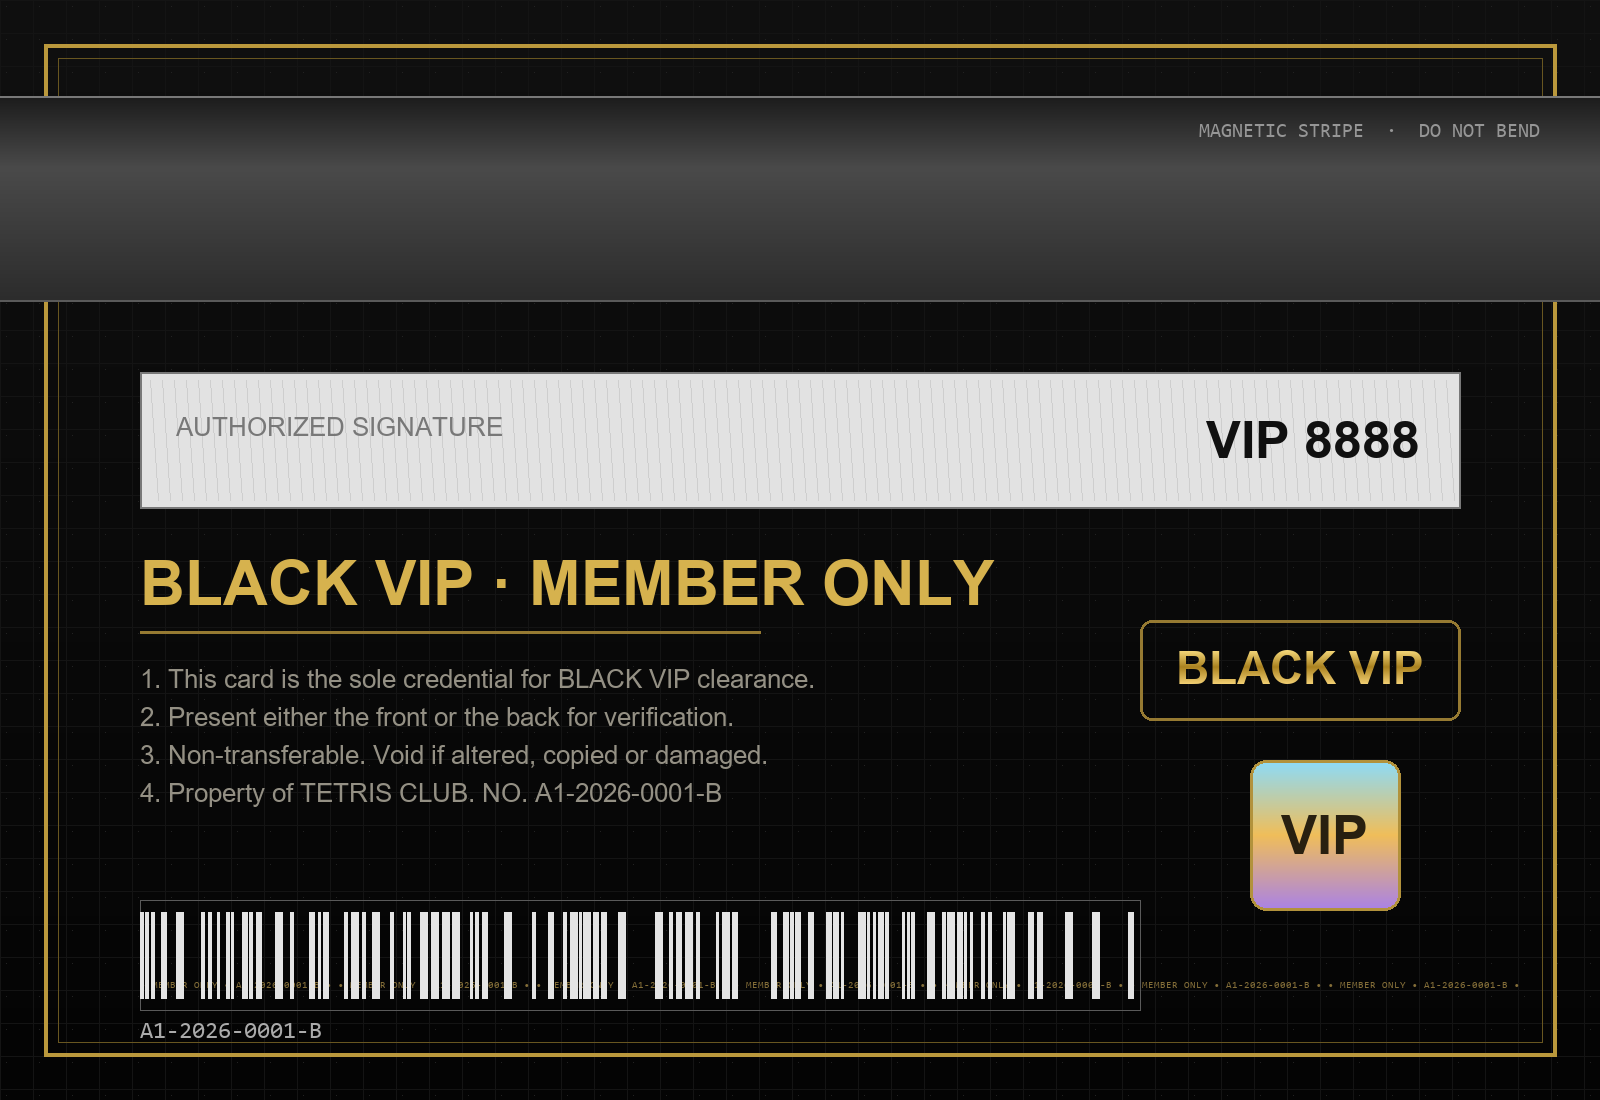 MAGNETIC STRIPE · DO NOT BEND
AUTHORIZED SIGNATURE
VIP 8888
BLACK VIP · MEMBER ONLY
1. This card is the sole credential for BLACK VIP clearance.
2. Present either the front or the back for verification.
3. Non-transferable. Void if altered, copied or damaged.
4. Property of TETRIS CLUB. NO. A1-2026-0001-B
BLACK VIP
VIP
MEMBER ONLY • A1-2026-0001-B • • MEMBER ONLY • A1-2026-0001-B •
A1-2026-0001-B